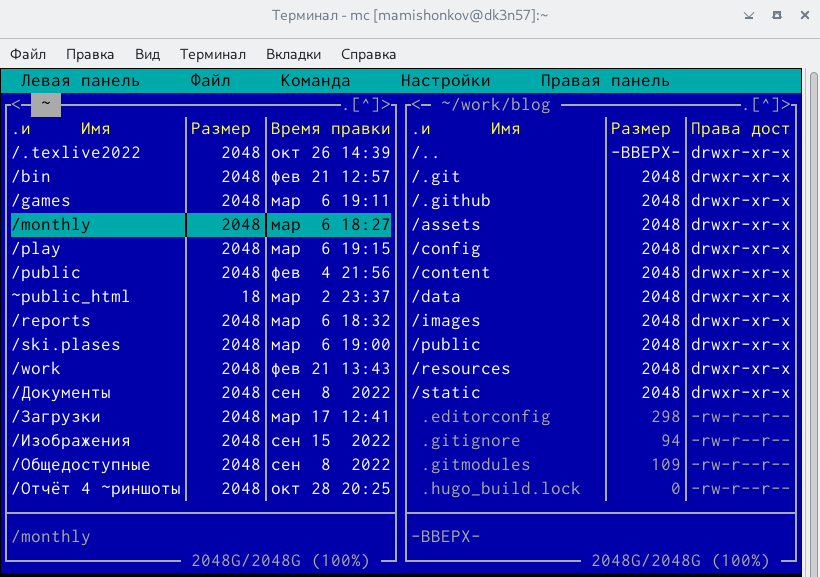 Терминал - mc [mamishonkov@dk3n57]:~
Файл Правка Вид Терминал Вкладки Справка
Левая панель Файл Команда Настройки Правая панель
<─ ~ .[^]>
.и Имя Размер Время правки
/.texlive2022 2048 окт 26 14:39
/bin 2048 фев 21 12:57
/games 2048 мар 6 19:11
/monthly 2048 мар 6 18:27
/play 2048 мар 6 19:15
/public 2048 фев 4 21:56
~public_html 18 мар 2 23:37
/reports 2048 мар 6 18:32
/ski.plases 2048 мар 6 19:00
/work 2048 фев 21 13:43
/Документы 2048 сен 8 2022
/Загрузки 2048 мар 17 12:41
/Изображения 2048 сен 15 2022
/Общедоступные 2048 сен 8 2022
/Отчёт 4 ~риншоты 2048 окт 28 20:25
/monthly
2048G/2048G (100%)
<─ ~/work/blog .[^]>
.и Имя Размер Права дост
/.. -ВВЕРХ- drwxr-xr-x
/.git 2048 drwxr-xr-x
/.github 2048 drwxr-xr-x
/assets 2048 drwxr-xr-x
/config 2048 drwxr-xr-x
/content 2048 drwxr-xr-x
/data 2048 drwxr-xr-x
/images 2048 drwxr-xr-x
/public 2048 drwxr-xr-x
/resources 2048 drwxr-xr-x
/static 2048 drwxr-xr-x
.editorconfig 298 -rw-r--r--
.gitignore 94 -rw-r--r--
.gitmodules 109 -rw-r--r--
.hugo_build.lock 0 -rw-r--r--
-ВВЕРХ-
2048G/2048G (100%)